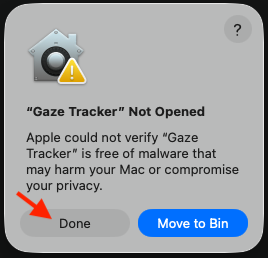 ?
“Gaze Tracker” Not Opened
Apple could not verify “Gaze
Tracker” is free of malware that
may harm your Mac or compromise
your privacy.
Done
Move to Bin